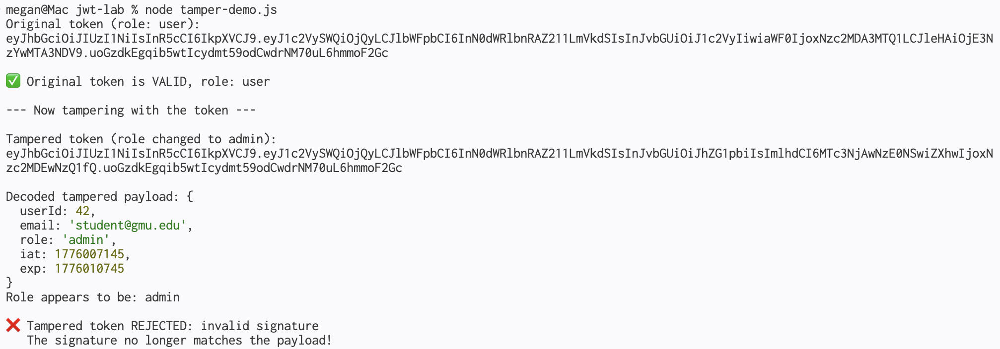 megan@Mac jwt-lab % node tamper-demo.js
Original token (role: user):
eyJhbGciOiJIUzI1NiIsInR5cCI6IkpXVCJ9.eyJ1c2VySWQiOjQyLCJlbWFpbCI6InN0dWRlbnRAZ211LmVkdSIsInJvbGUiOiJ1c2VyIiwiaWF0IjoxNzc2MDA3MTQ1LCJleHAiOjE3N
zYwMTA3NDV9.uoGzdkEgqib5wtIcydmt59odCwdrNM70uL6hmmoF2Gc
✅ Original token is VALID, role: user
--- Now tampering with the token ---
Tampered token (role changed to admin):
eyJhbGciOiJIUzI1NiIsInR5cCI6IkpXVCJ9.eyJ1c2VySWQiOjQyLCJlbWFpbCI6InN0dWRlbnRAZ211LmVkdSIsInJvbGUiOiJhZG1pbiIsImlhdCI6MTc3NjAwNzE0NSwiZXhwIjoxN
zc2MDEwNzQ1fQ.uoGzdkEgqib5wtIcydmt59odCwdrNM70uL6hmmoF2Gc
Decoded tampered payload: {
  userId: 42,
  email: 'student@gmu.edu',
  role: 'admin',
  iat: 1776007145,
  exp: 1776010745
}
Role appears to be: admin
❌ Tampered token REJECTED: invalid signature
   The signature no longer matches the payload!